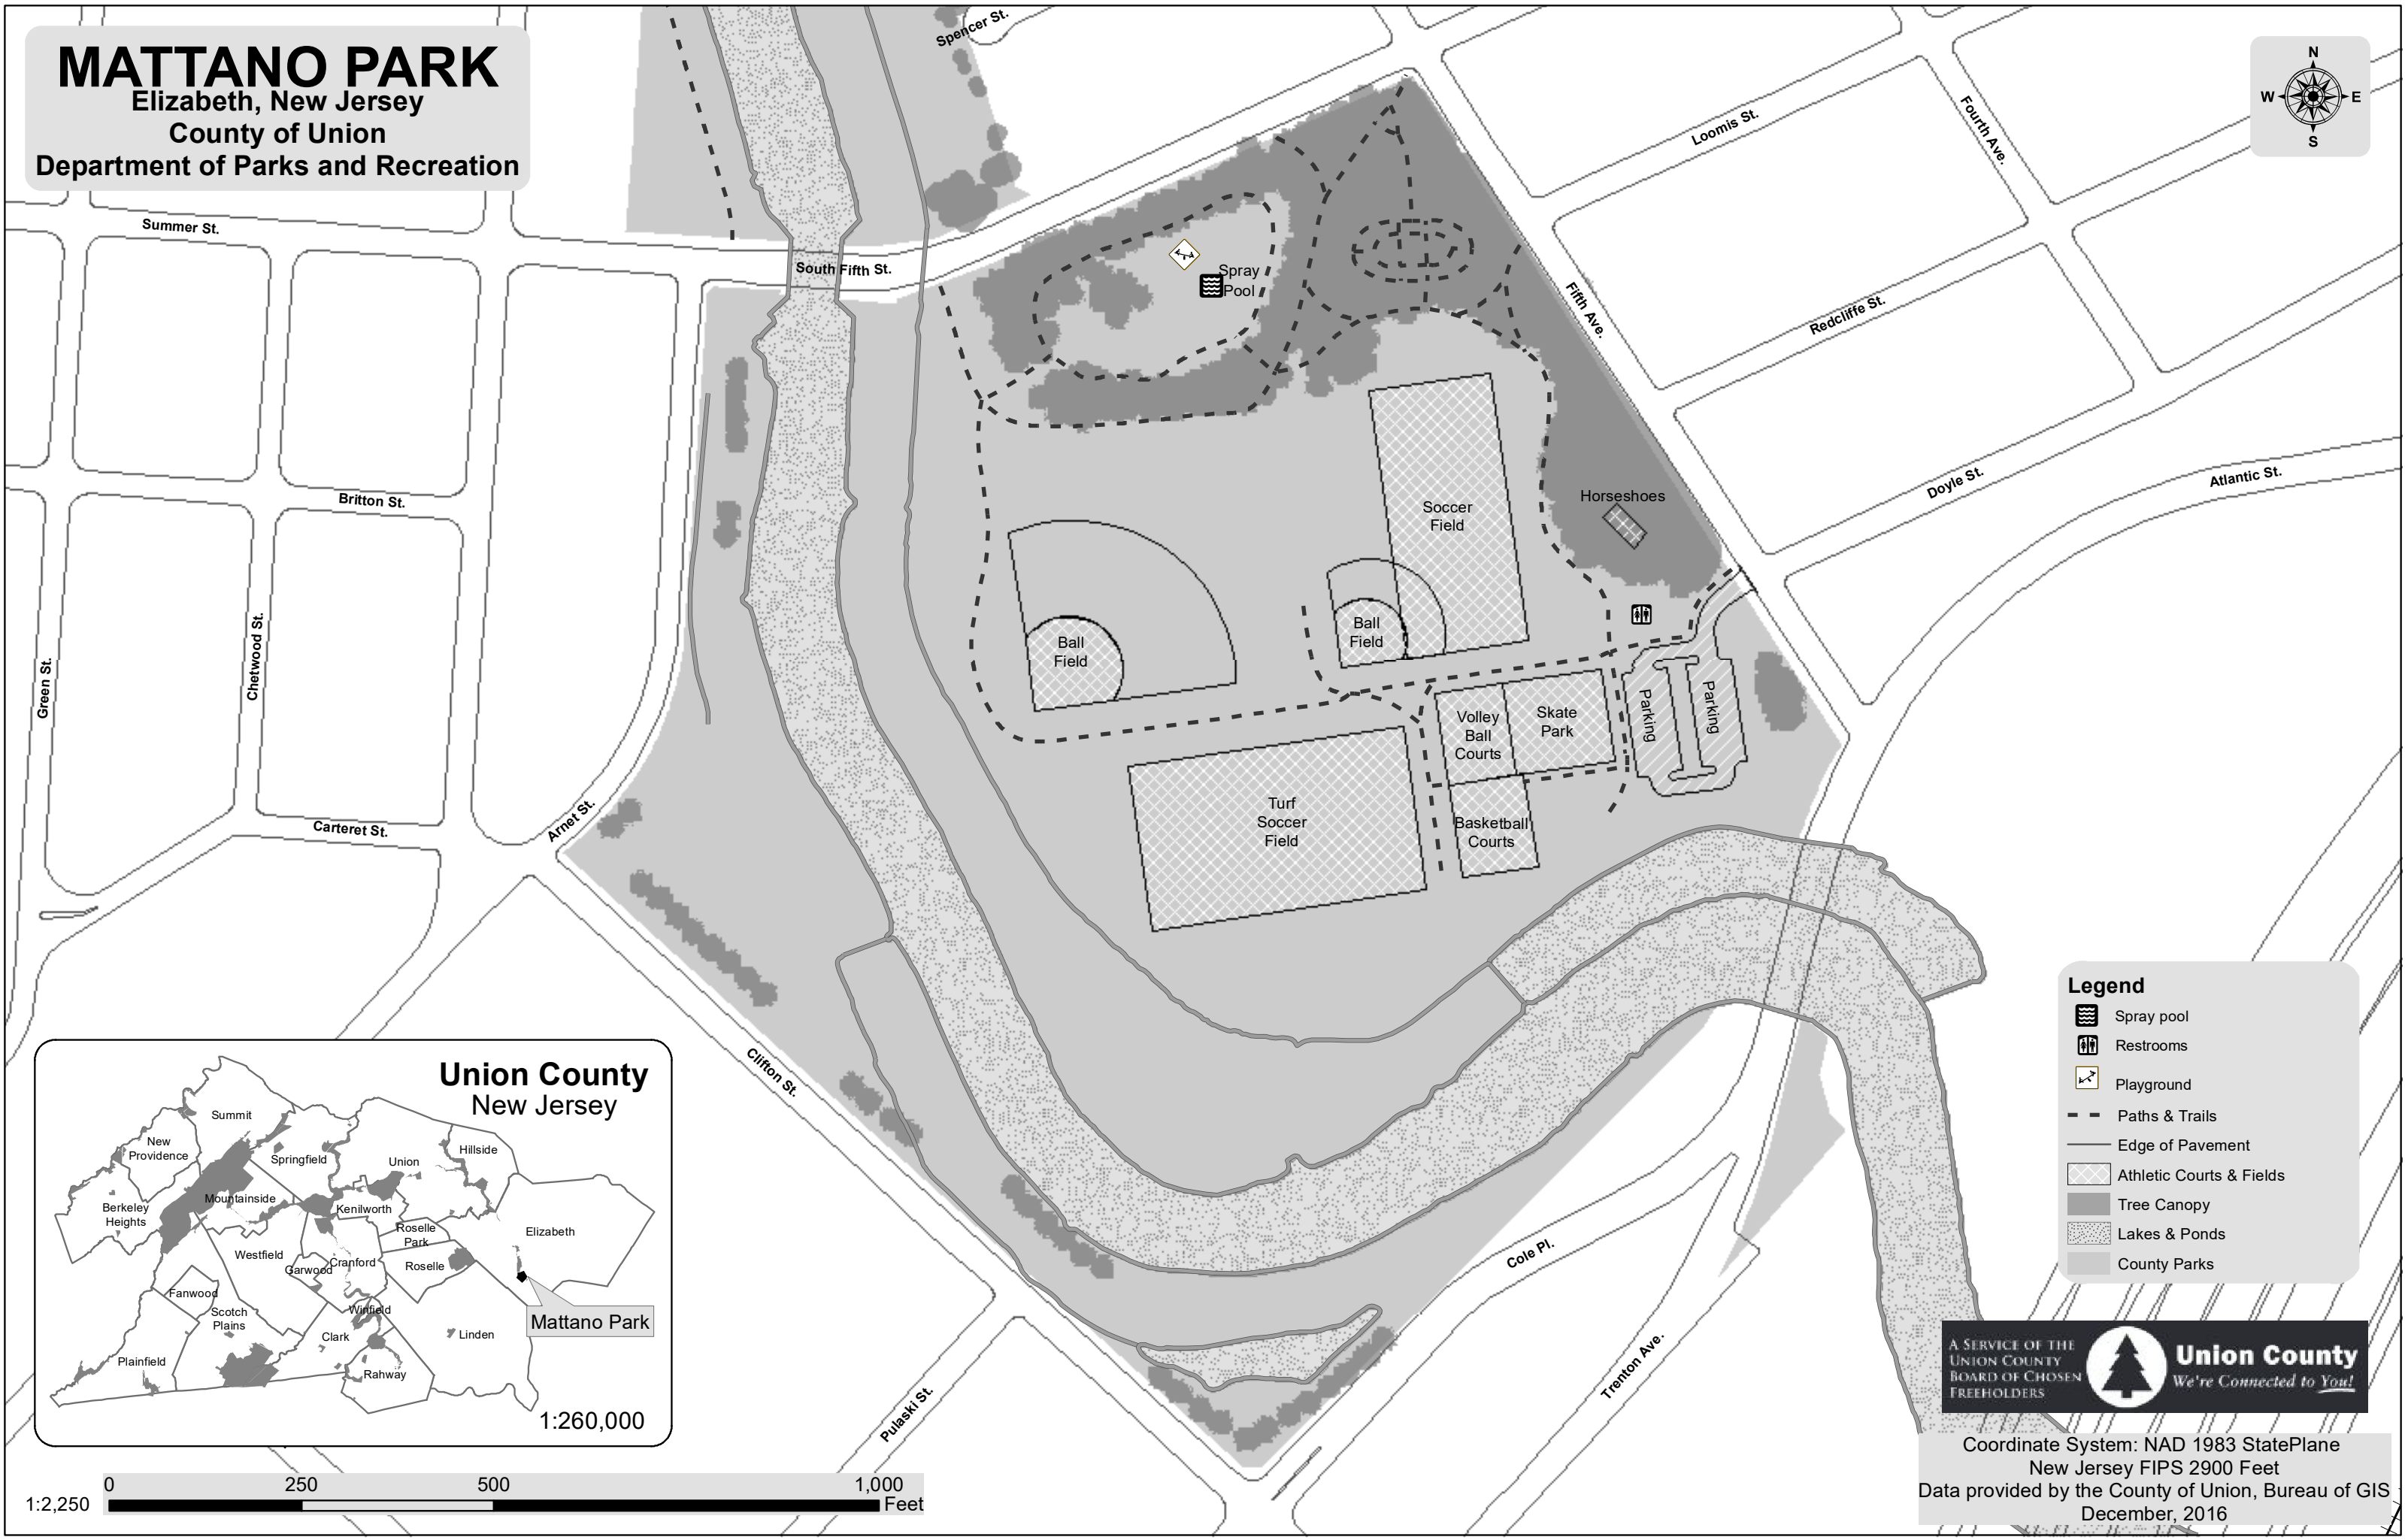 MATTANO PARK
Elizabeth, New Jersey
County of Union
Department of Parks and Recreation
Spencer St.
N
W
E
S
Loomis St.
Fourth Ave.
Summer St.
South Fifth St.
Spray
Pool
Fifth Ave.
Redcliffe St.
Britton St.
Soccer
Field
Horseshoes
Doyle St.
Atlantic St.
Green St.
Chetwood St.
Ball
Field
Ball
Field
Volley
Ball
Courts
Skate
Park
Parking
Parking
Carteret St.
Arnet St.
Turf
Soccer
Field
Basketball
Courts
Clifton St.
Cole Pl.
Trenton Ave.
Pulaski St.
Legend
Spray pool
Restrooms
Playground
Paths & Trails
Edge of Pavement
Athletic Courts & Fields
Tree Canopy
Lakes & Ponds
County Parks
Union County
New Jersey
Summit
New
Providence
Springfield
Union
Hillside
Berkeley
Heights
Mountainside
Kenilworth
Roselle
Park
Elizabeth
Westfield
Garwood
Cranford
Roselle
Fanwood
Scotch
Plains
Winfield
Clark
Linden
Mattano Park
Plainfield
Rahway
1:260,000
A SERVICE OF THE
UNION COUNTY
BOARD OF CHOSEN
FREEHOLDERS
Union County
We're Connected to You!
Coordinate System: NAD 1983 StatePlane
New Jersey FIPS 2900 Feet
Data provided by the County of Union, Bureau of GIS
December, 2016
0 250 500 1,000
1:2,250
Feet